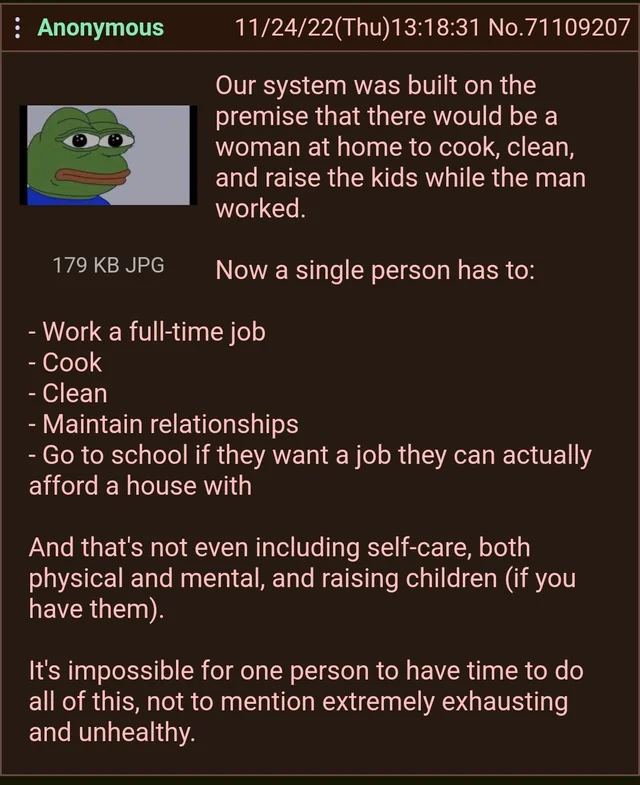 Anonymous 11/24/22(Thu)13:18:31 No.71109207
Our system was built on the
premise that there would be a
woman at home to cook, clean,
and raise the kids while the man
worked.
179 KB JPG
Now a single person has to:
- Work a full-time job
- Cook
- Clean
- Maintain relationships
- Go to school if they want a job they can actually
afford a house with
And that's not even including self-care, both
physical and mental, and raising children (if you
have them).
It's impossible for one person to have time to do
all of this, not to mention extremely exhausting
and unhealthy.